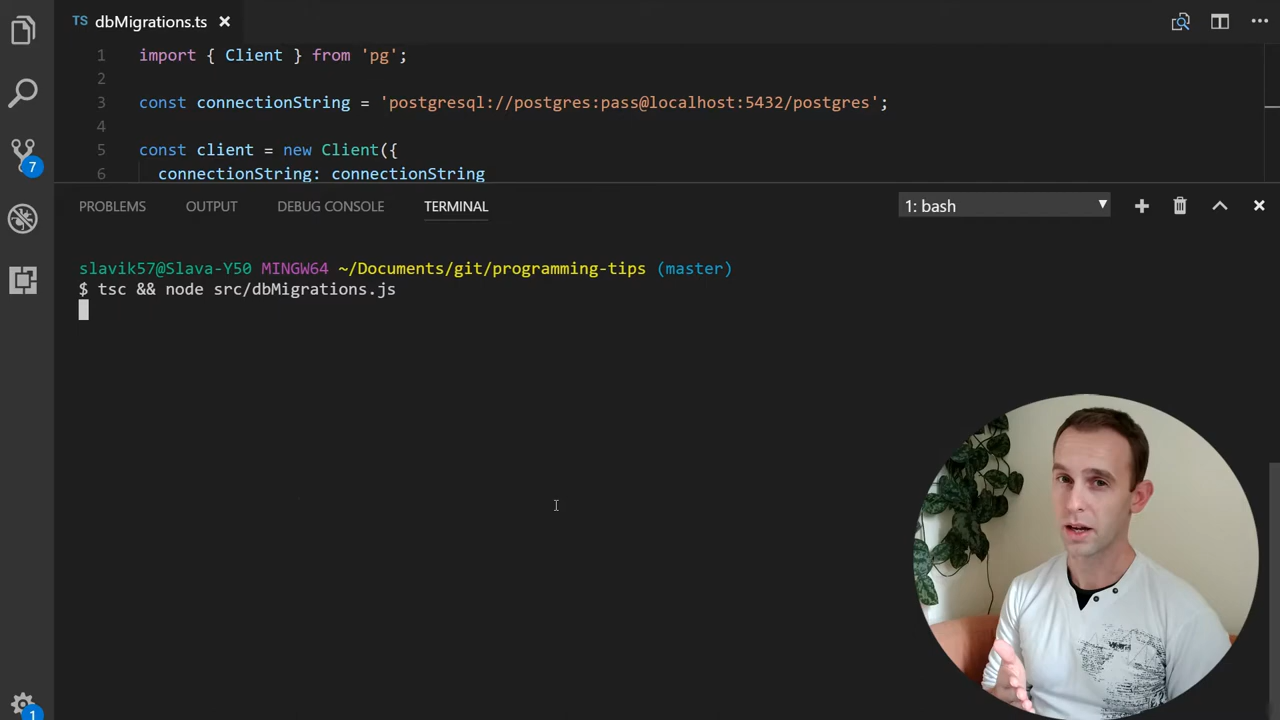 TS dbMigrations.ts
1 import { Client } from 'pg';
2
3 const connectionString = 'postgresql://postgres:pass@localhost:5432/postgres';
4
5 const client = new Client({
6 connectionString: connectionString
7
PROBLEMS OUTPUT DEBUG CONSOLE TERMINAL 1: bash
slavik57@Slava-Y50 MINGW64 ~/Documents/git/programming-tips (master)
$ tsc && node src/dbMigrations.js
1